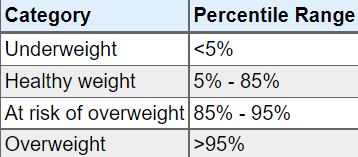 Category Percentile Range
Underweight <5%
Healthy weight 5% - 85%
At risk of overweight 85% - 95%
Overweight >95%